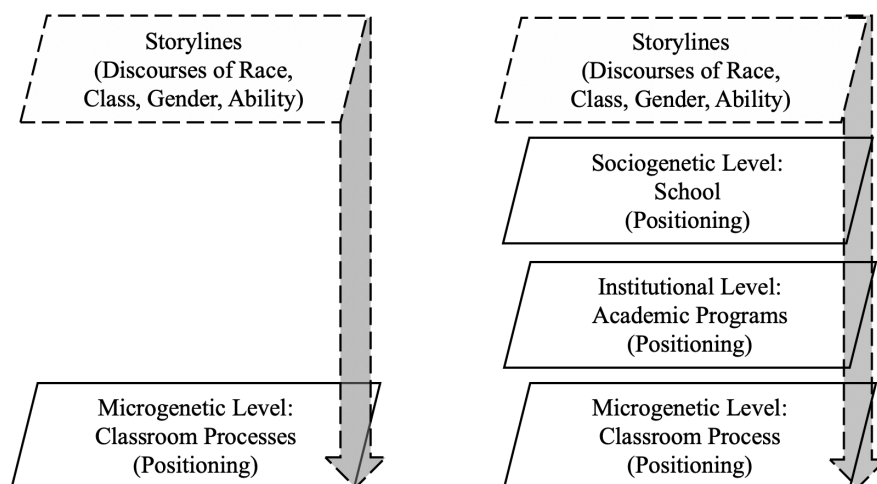 Storylines
(Discourses of Race,
Class, Gender, Ability)
Microgenetic Level:
Classroom Processes
(Positioning)
Storylines
(Discourses of Race,
Class, Gender, Ability)
Sociogenetic Level:
School
(Positioning)
Institutional Level:
Academic Programs
(Positioning)
Microgenetic Level:
Classroom Process
(Positioning)